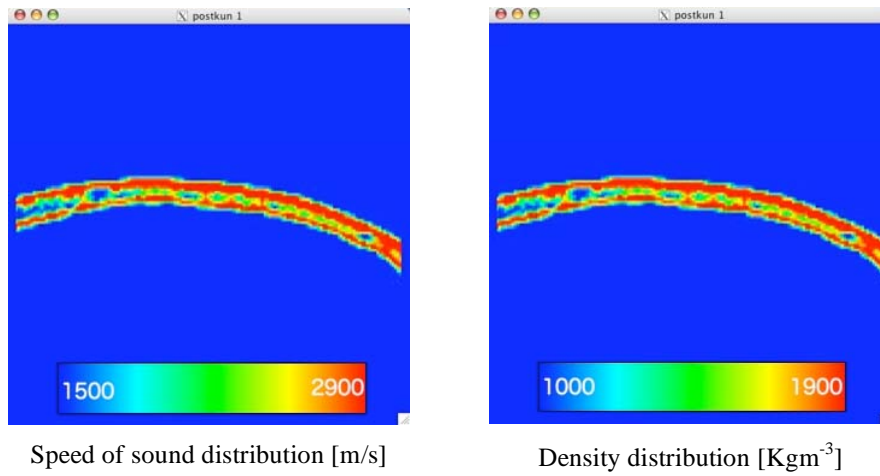 postkun 1
postkun 1
1500 2900
1000 1900
Speed of sound distribution [m/s]
Density distribution [Kgm-3]